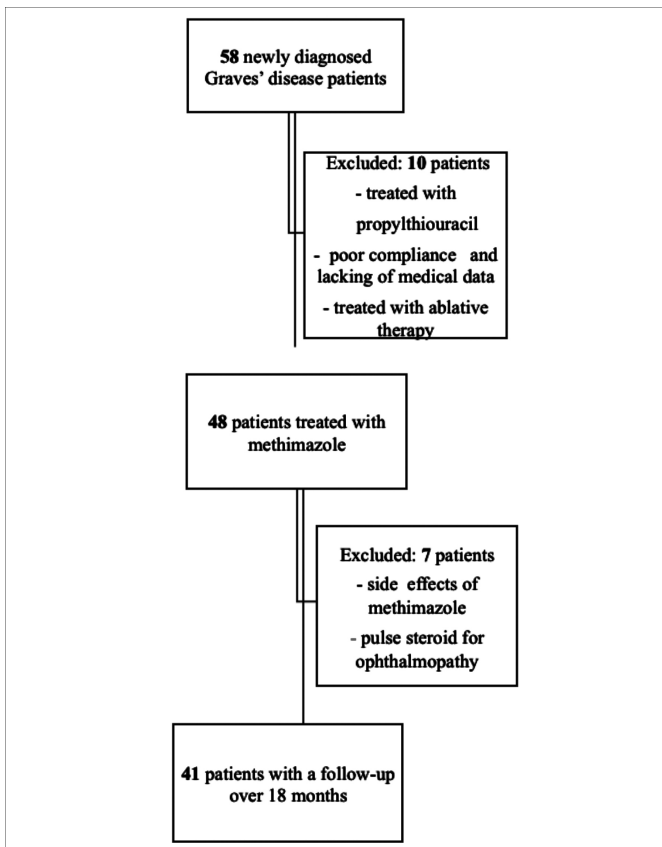 58 newly diagnosed
Graves’ disease patients
Excluded: 10 patients
- treated with
propylthiouracil
- poor compliance and
lacking of medical data
- treated with ablative
therapy
48 patients treated with
methimazole
Excluded: 7 patients
- side effects of
methimazole
- pulse steroid for
ophthalmopathy
41 patients with a follow-up
over 18 months